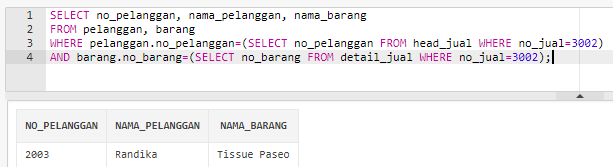 1 SELECT no_pelanggan, nama_pelanggan, nama_barang
2 FROM pelanggan, barang
3 WHERE pelanggan.no_pelanggan=(SELECT no_pelanggan FROM head_jual WHERE no_jual=3002)
4 AND barang.no_barang=(SELECT no_barang FROM detail_jual WHERE no_jual=3002);
NO_PELANGGAN NAMA_PELANGGAN NAMA_BARANG
2003 Randika Tissue Paseo